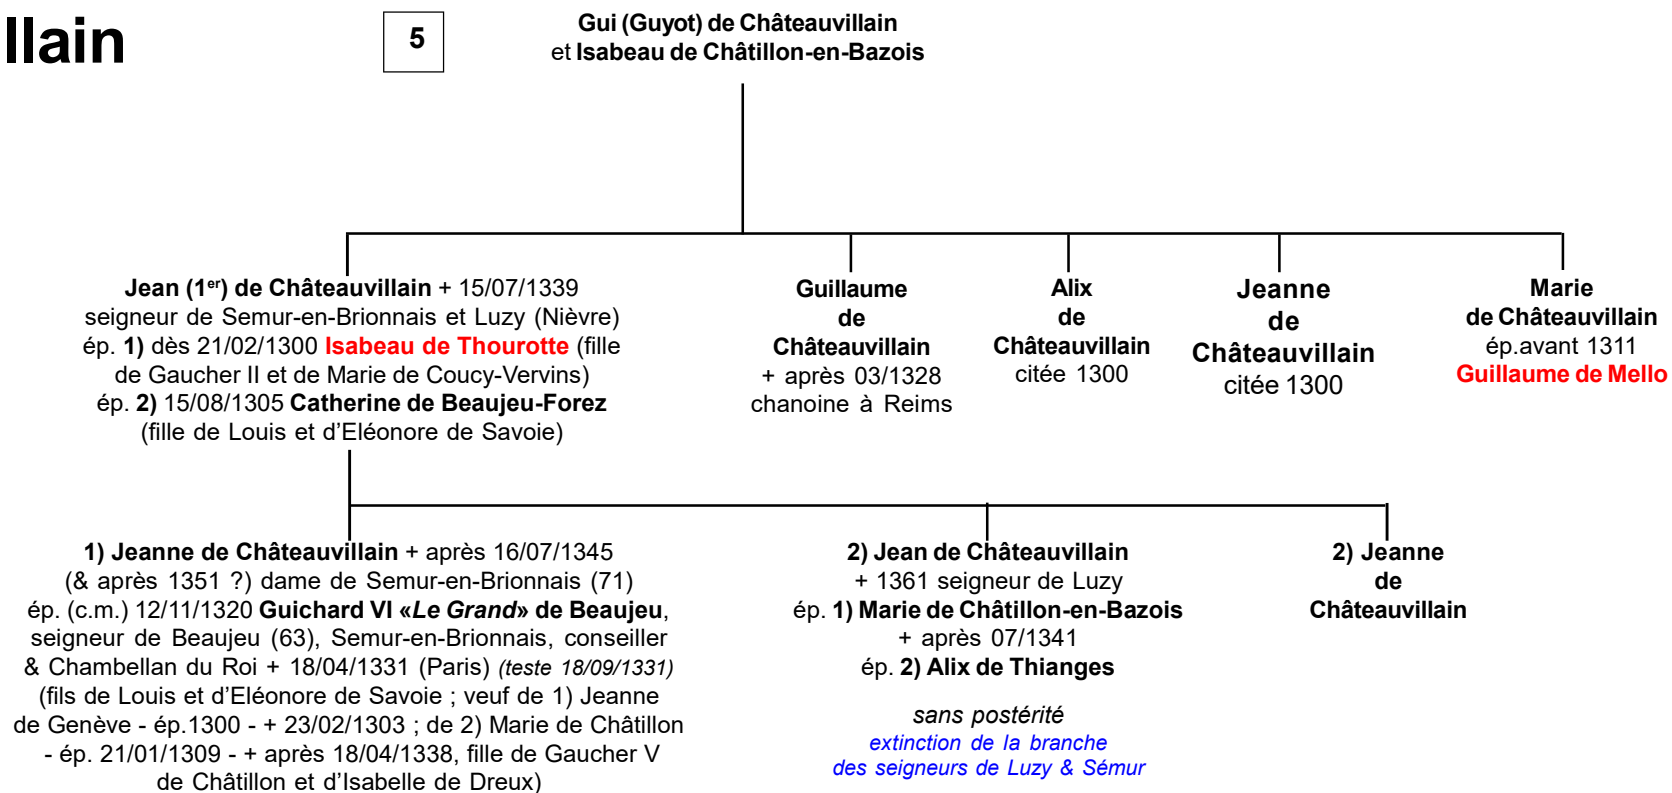 llain
5
Gui (Guyot) de Châteauvillain
et Isabeau de Châtillon-en-Bazois
Jean (1er) de Châteauvillain + 15/07/1339
seigneur de Semur-en-Brionnais et Luzy (Nièvre)
ép. 1) dès 21/02/1300 Isabeau de Thourotte (fille
de Gaucher II et de Marie de Coucy-Vervins)
ép. 2) 15/08/1305 Catherine de Beaujeu-Forez
(fille de Louis et d'Eléonore de Savoie)
Guillaume
de
Châteauvillain
+ après 03/1328
chanoine à Reims
Alix
de
Châteauvillain
citée 1300
Jeanne
de
Châteauvillain
citée 1300
Marie
de Châteauvillain
ép.avant 1311
Guillaume de Mello
1) Jeanne de Châteauvillain + après 16/07/1345
(& après 1351 ?) dame de Semur-en-Brionnais (71)
ép. (c.m.) 12/11/1320 Guichard VI «Le Grand» de Beaujeu,
seigneur de Beaujeu (63), Semur-en-Brionnais, conseiller
& Chambellan du Roi + 18/04/1331 (Paris) (teste 18/09/1331)
(fils de Louis et d'Eléonore de Savoie ; veuf de 1) Jeanne
de Genève - ép.1300 - + 23/02/1303 ; de 2) Marie de Châtillon
- ép. 21/01/1309 - + après 18/04/1338, fille de Gaucher V
de Châtillon et d'Isabelle de Dreux)
2) Jean de Châteauvillain
+ 1361 seigneur de Luzy
ép. 1) Marie de Châtillon-en-Bazois
+ après 07/1341
ép. 2) Alix de Thianges
sans postérité
extinction de la branche
des seigneurs de Luzy & Sémur
2) Jeanne
de
Châteauvillain